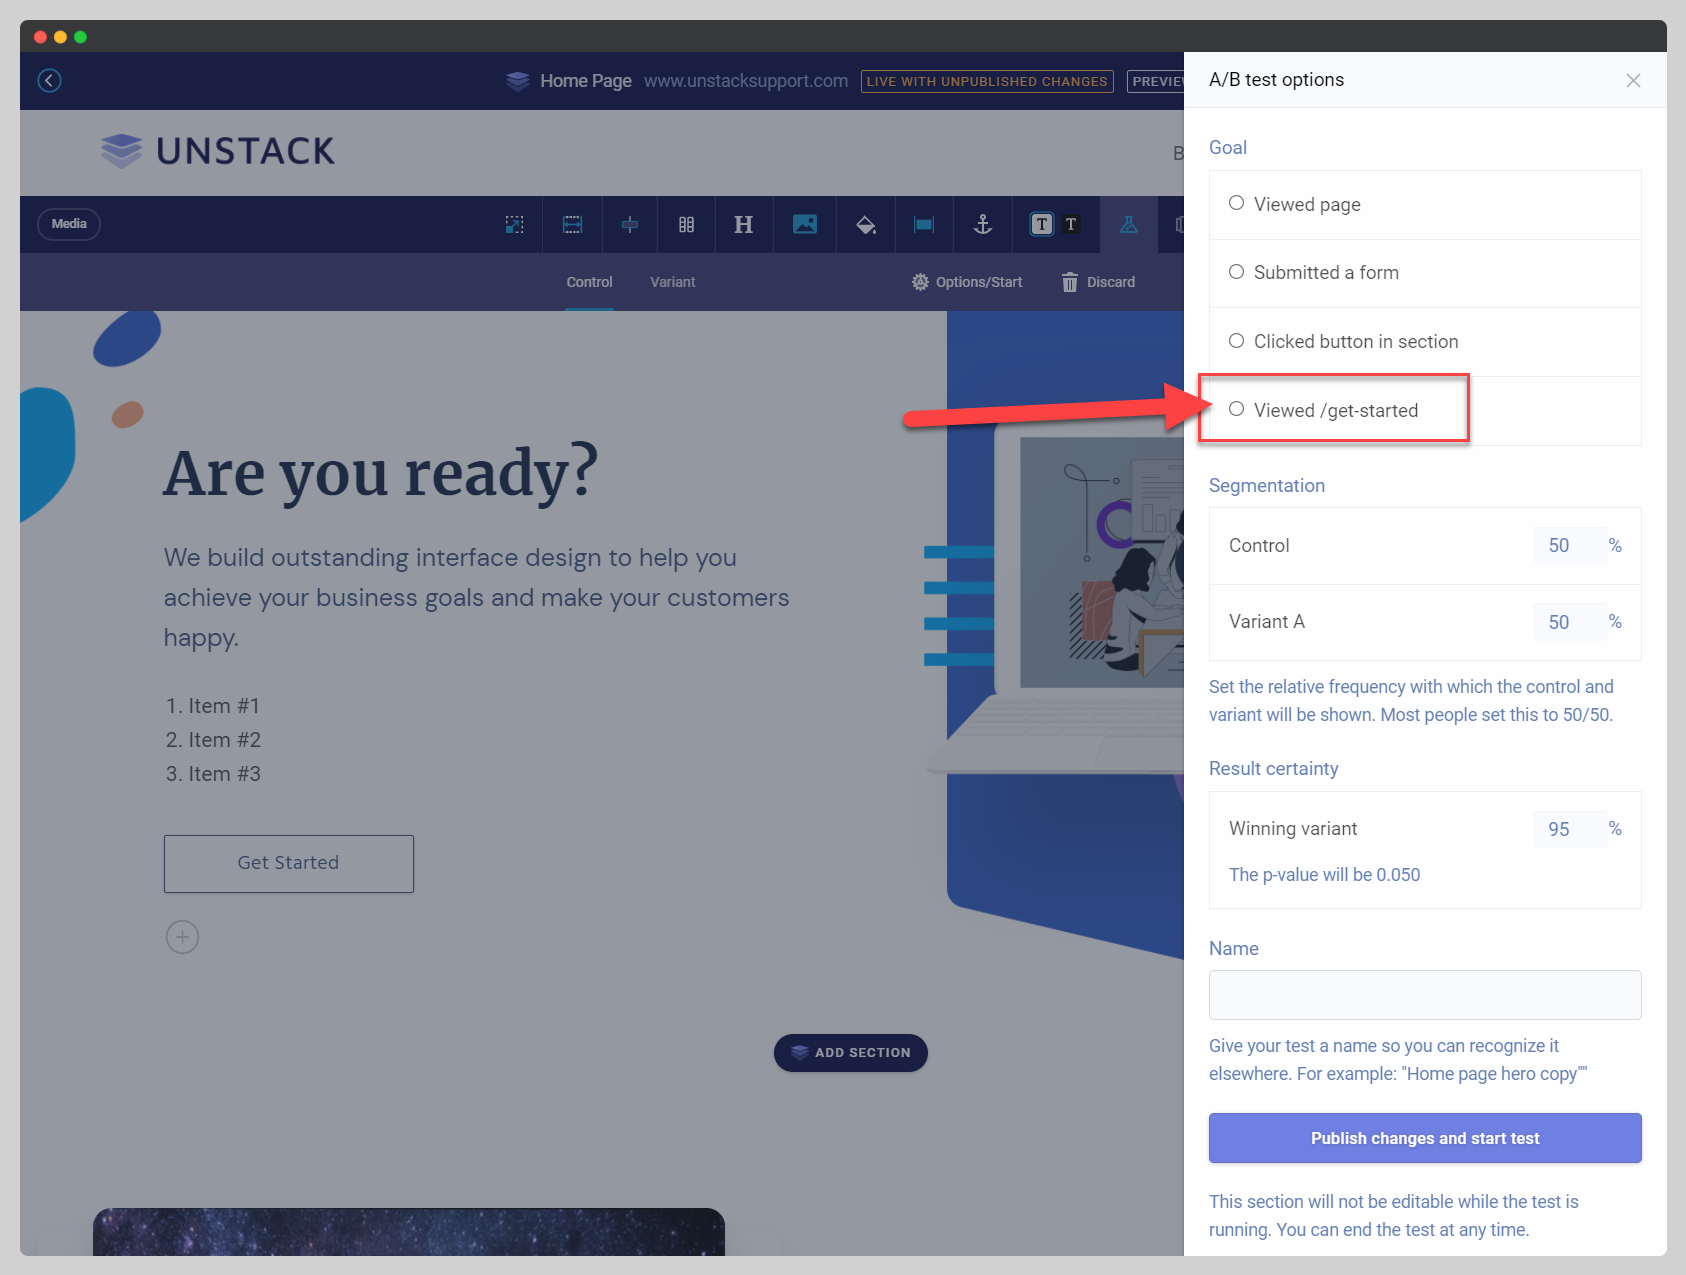 Home Page www.unstacksupport.com LIVE WITH UNPUBLISHED CHANGES
UNSTACK
Media
H
T T
Control Variant Options/Start Discard
Are you ready?
We build outstanding interface design to help you
achieve your business goals and make your customers
happy.
1. Item #1
2. Item #2
3. Item #3
Get Started
ADD SECTION
A/B test options
Goal
Viewed page
Submitted a form
Clicked button in section
Viewed /get-started
Segmentation
Control 50 %
Variant A 50 %
Set the relative frequency with which the control and
variant will be shown. Most people set this to 50/50.
Result certainty
Winning variant 95 %
The p-value will be 0.050
Name
Give your test a name so you can recognize it
elsewhere. For example: "Home page hero copy""
Publish changes and start test
This section will not be editable while the test is
running. You can end the test at any time.